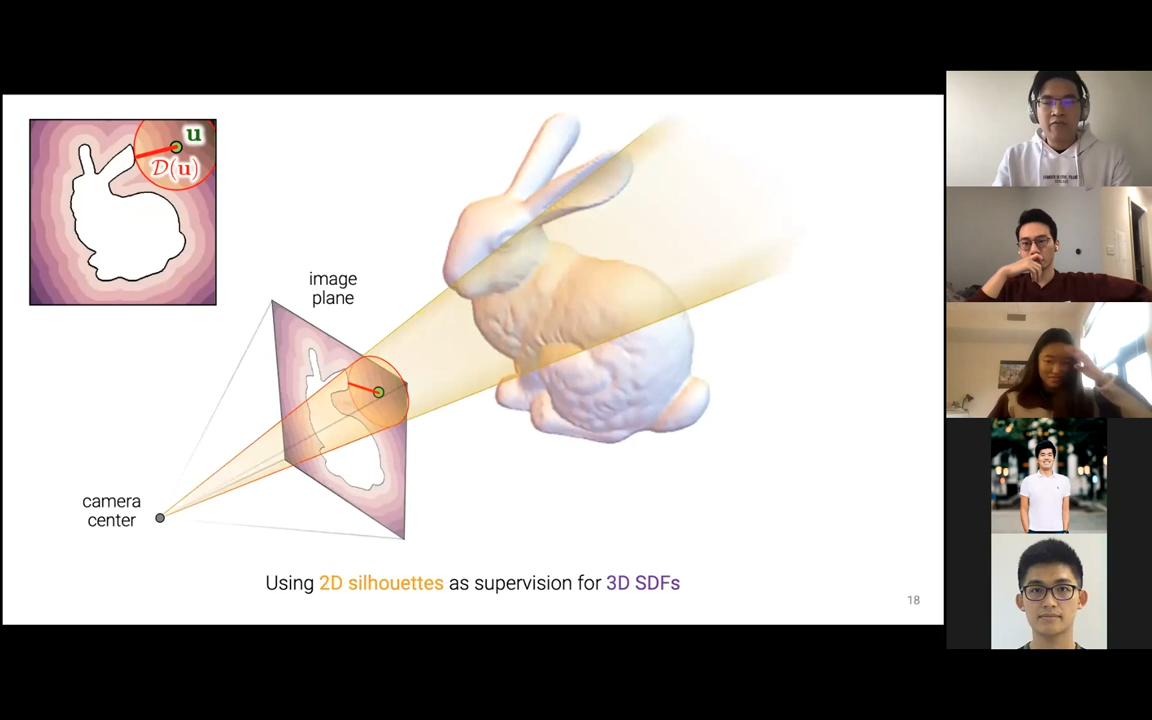 u
D(u)
image
plane
camera
center
Using 2D silhouettes as supervision for 3D SDFs
18